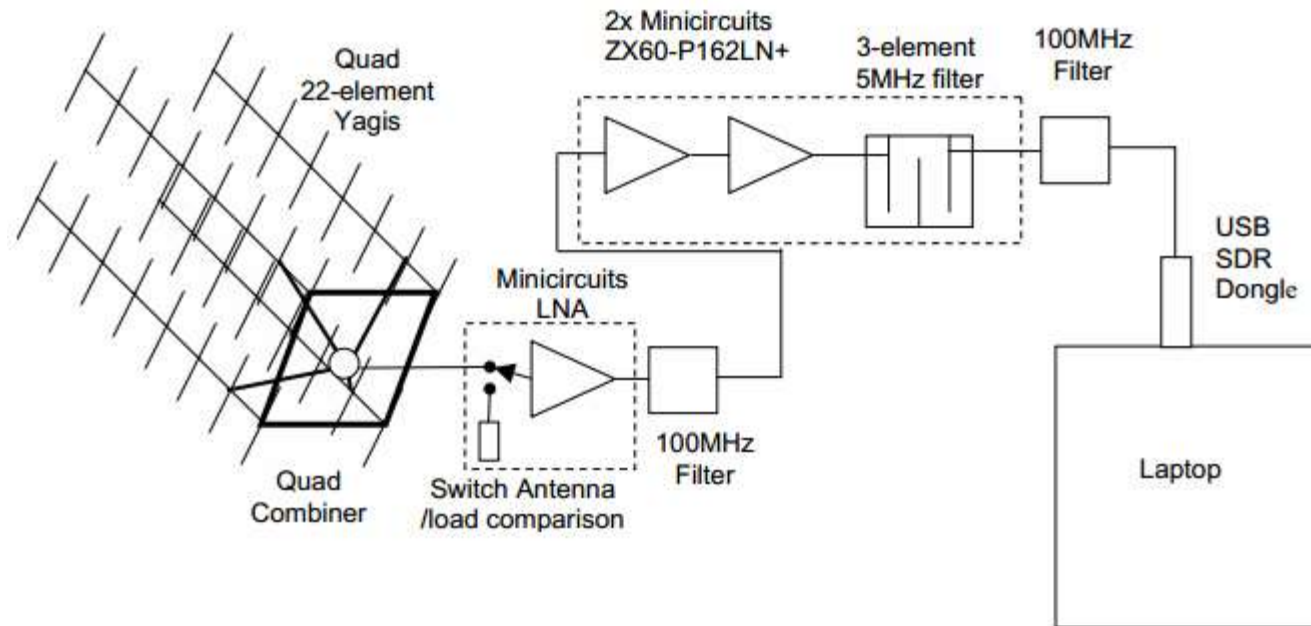 2x Minicircuits
ZX60-P162LN+
3-element
5MHz filter
100MHz
Filter
Quad
22-element
Yagis
USB
SDR
Dongle
Minicircuits
LNA
100MHz
Filter
Quad
Combiner
Switch Antenna
/load comparison
Laptop